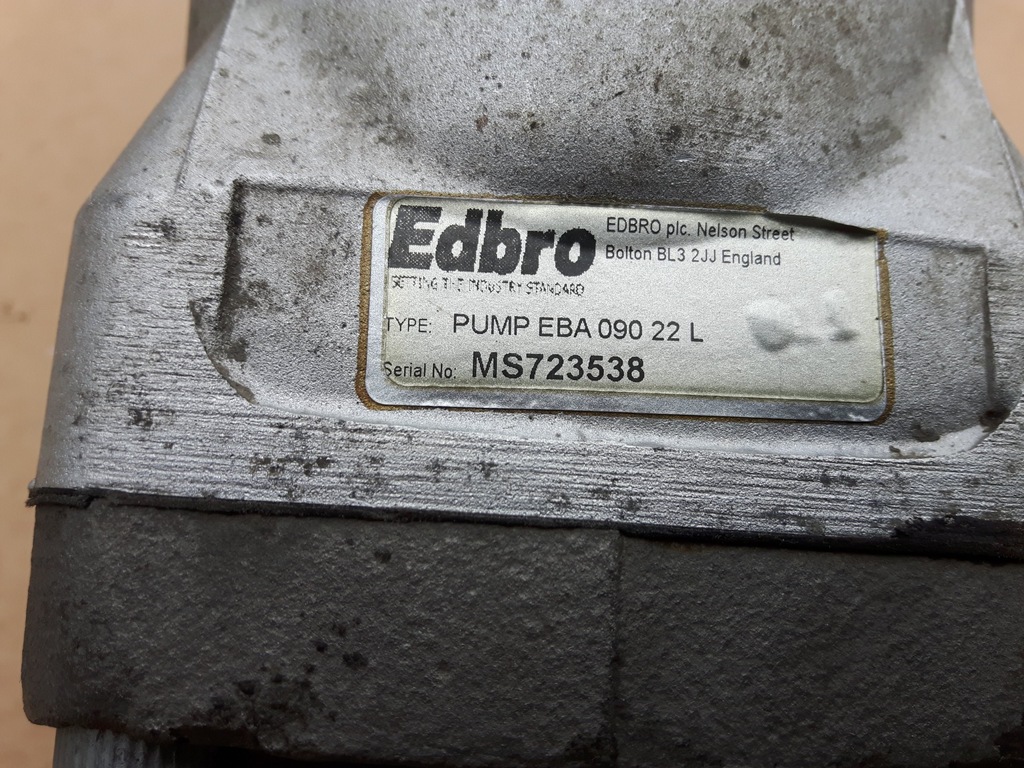 Edbro
SETTING THE INDUSTRY STANDARD
EDBRO plc. Nelson Street
Bolton BL3 2JJ England
TYPE: PUMP EBA 090 22 L
Serial No: MS723538